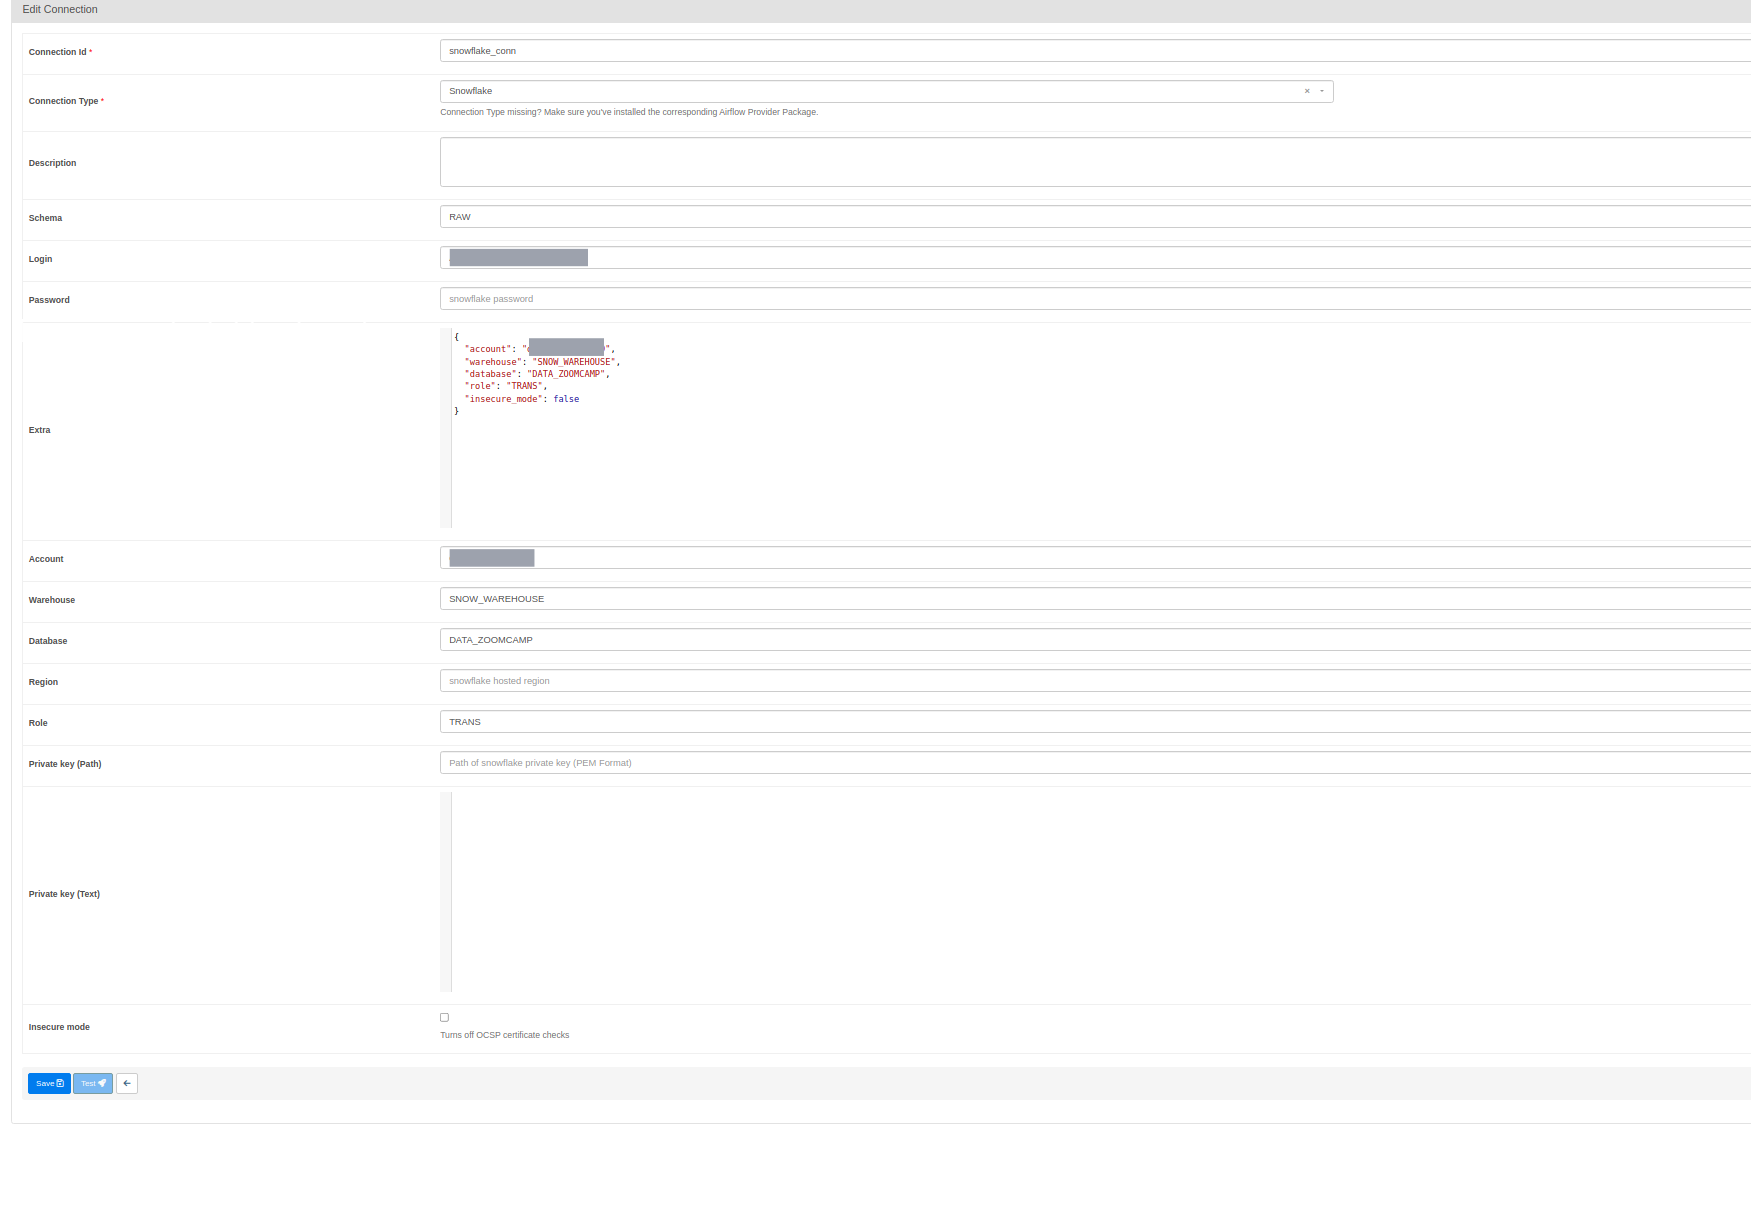 Edit Connection
Connection Id *
snowflake_conn
Connection Type *
Snowflake
× 
Connection Type missing? Make sure you've installed the corresponding Airflow Provider Package.
Description
Schema
RAW
Login
Password
snowflake password
Extra
{
"account": "",
"warehouse": "SNOW_WAREHOUSE",
"database": "DATA_ZOOMCAMP",
"role": "TRANS",
"insecure_mode": false
}
Account
Warehouse
SNOW_WAREHOUSE
Database
DATA_ZOOMCAMP
Region
snowflake hosted region
Role
TRANS
Private key (Path)
Path of snowflake private key (PEM Format)
Private key (Text)
Insecure mode
Turns off OCSP certificate checks
Save
Test